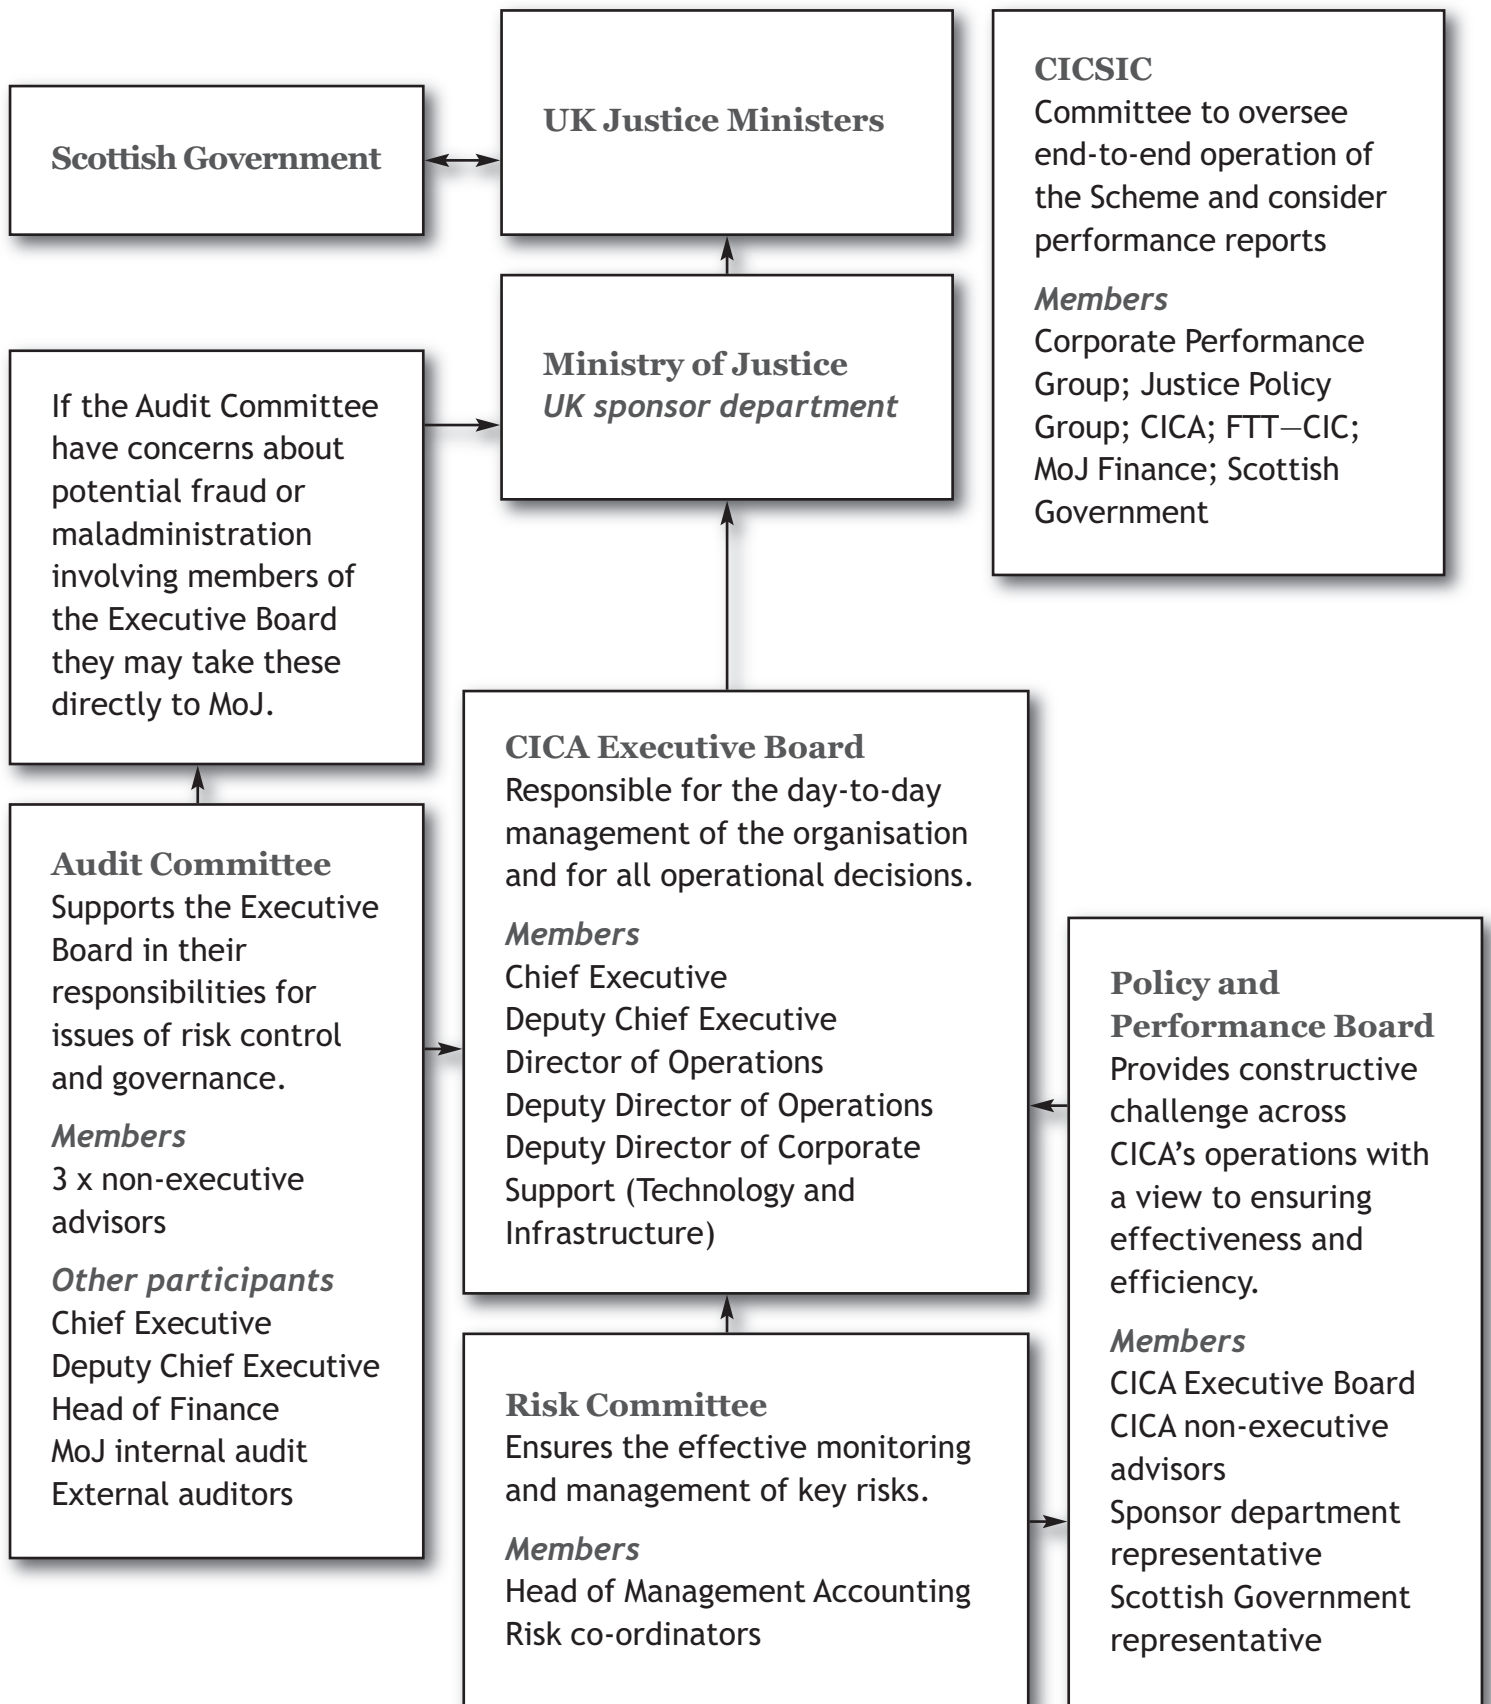 Scottish Government
UK Justice Ministers
CICSIC
Committee to oversee
end-to-end operation of
the Scheme and consider
performance reports
Members
Corporate Performance
Group; Justice Policy
Group; CICA; FTT—CIC;
MoJ Finance; Scottish
Government
Ministry of Justice
UK sponsor department
If the Audit Committee
have concerns about
potential fraud or
maladministration
involving members of
the Executive Board
they may take these
directly to MoJ.
CICA Executive Board
Responsible for the day-to-day
management of the organisation
and for all operational decisions.
Members
Chief Executive
Deputy Chief Executive
Director of Operations
Deputy Director of Operations
Deputy Director of Corporate
Support (Technology and
Infrastructure)
Audit Committee
Supports the Executive
Board in their
responsibilities for
issues of risk control
and governance.
Members
3 x non-executive
advisors
Other participants
Chief Executive
Deputy Chief Executive
Head of Finance
MoJ internal audit
External auditors
Policy and
Performance Board
Provides constructive
challenge across
CICA’s operations with
a view to ensuring
effectiveness and
efficiency.
Members
CICA Executive Board
CICA non-executive
advisors
Sponsor department
representative
Scottish Government
representative
Risk Committee
Ensures the effective monitoring
and management of key risks.
Members
Head of Management Accounting
Risk co-ordinators